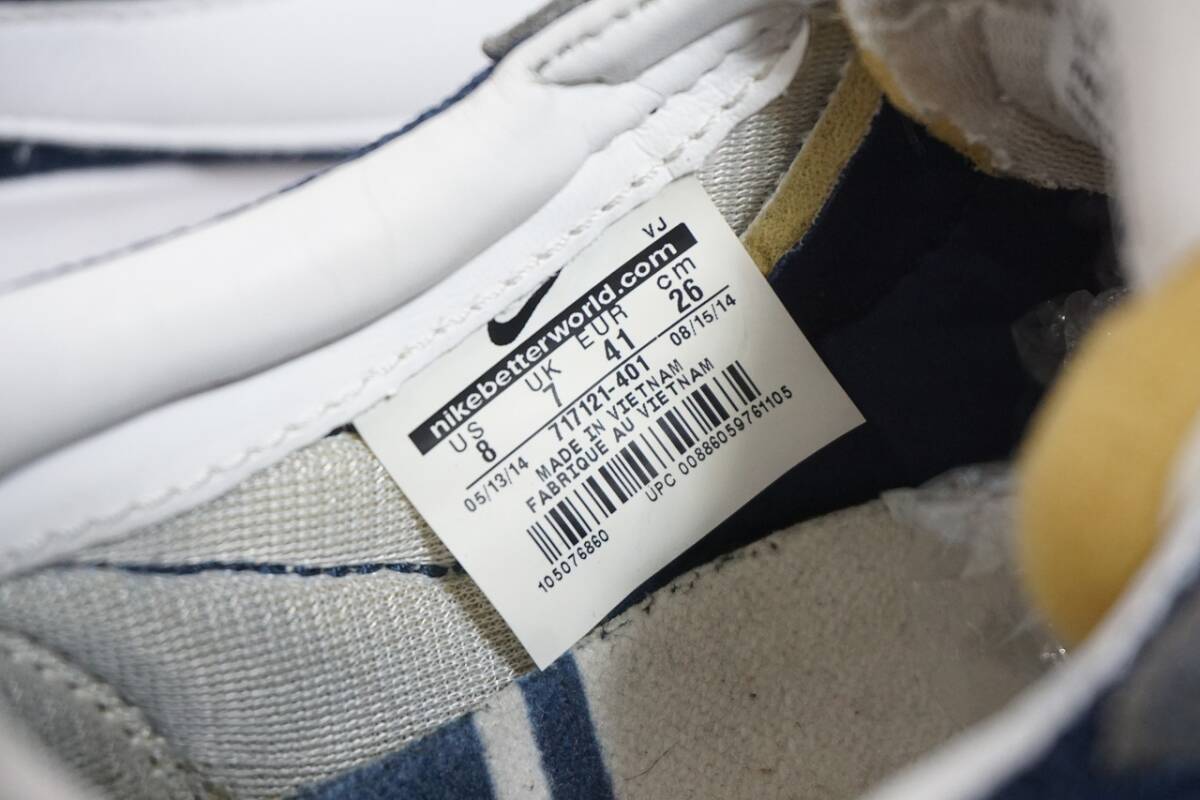 VJ
nikebetterworld.com
US UK EUR cm
8 7 41 26
05/13/14 717121-401 08/15/14
MADE IN VIETNAM
FABRIQUE AU VIETNAM
UPC 00886059761105
105076860